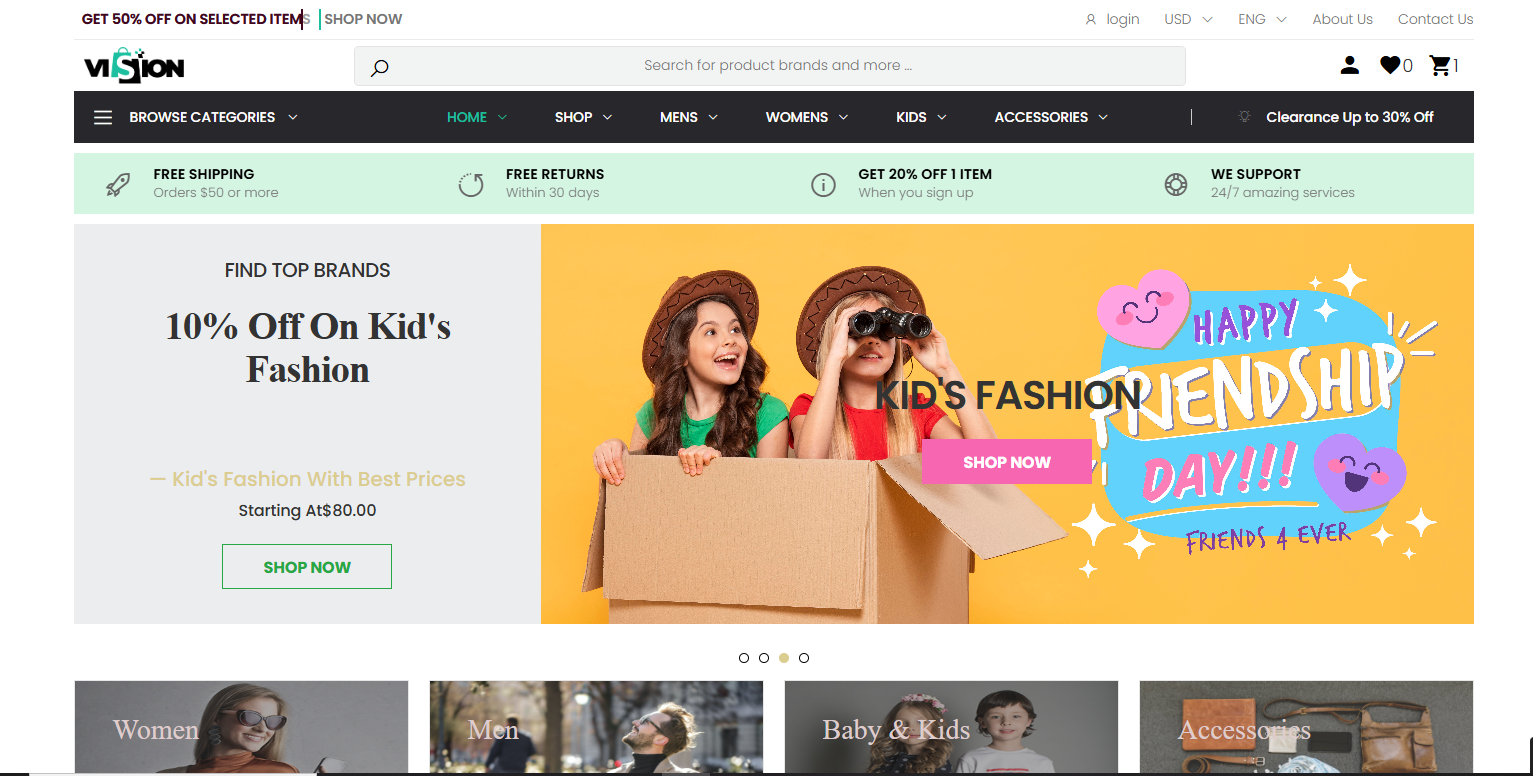 GET 50% OFF ON SELECTED ITEMS SHOP NOW
login USD ENG About Us Contact Us
VISION
Search for product brands and more ...
0 1
BROWSE CATEGORIES HOME SHOP MENS WOMENS KIDS ACCESSORIES Clearance Up to 30% Off
FREE SHIPPING
Orders $50 or more
FREE RETURNS
Within 30 days
GET 20% OFF 1 ITEM
When you sign up
WE SUPPORT
24/7 amazing services
FIND TOP BRANDS
10% Off On Kid's
Fashion
— Kid's Fashion With Best Prices
Starting At$80.00
SHOP NOW
KID'S FASHION
SHOP NOW
HAPPY
FRIENDSHIP
DAY!!!
FRIENDS 4 EVER
Women
Men
Baby & Kids
Accessories